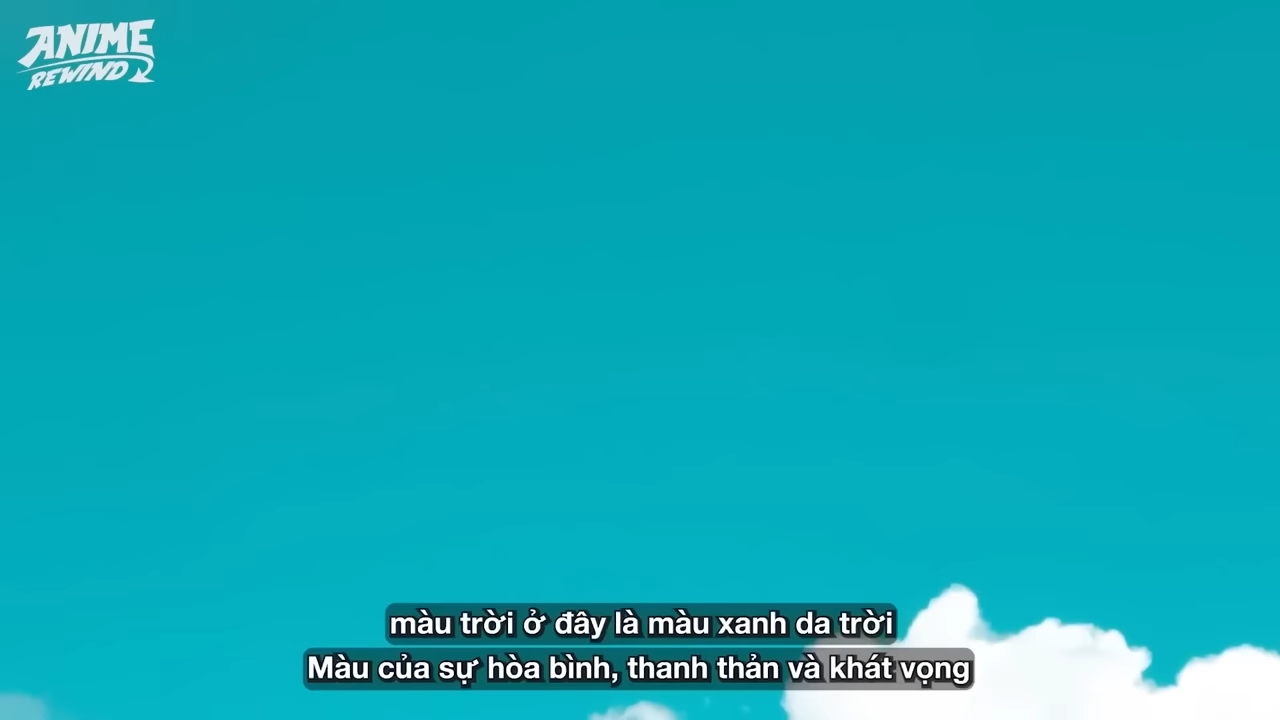 ANIME
REWIND
màu trời ở đây là màu xanh da trời
Màu của sự hòa bình, thanh thản và khát vọng